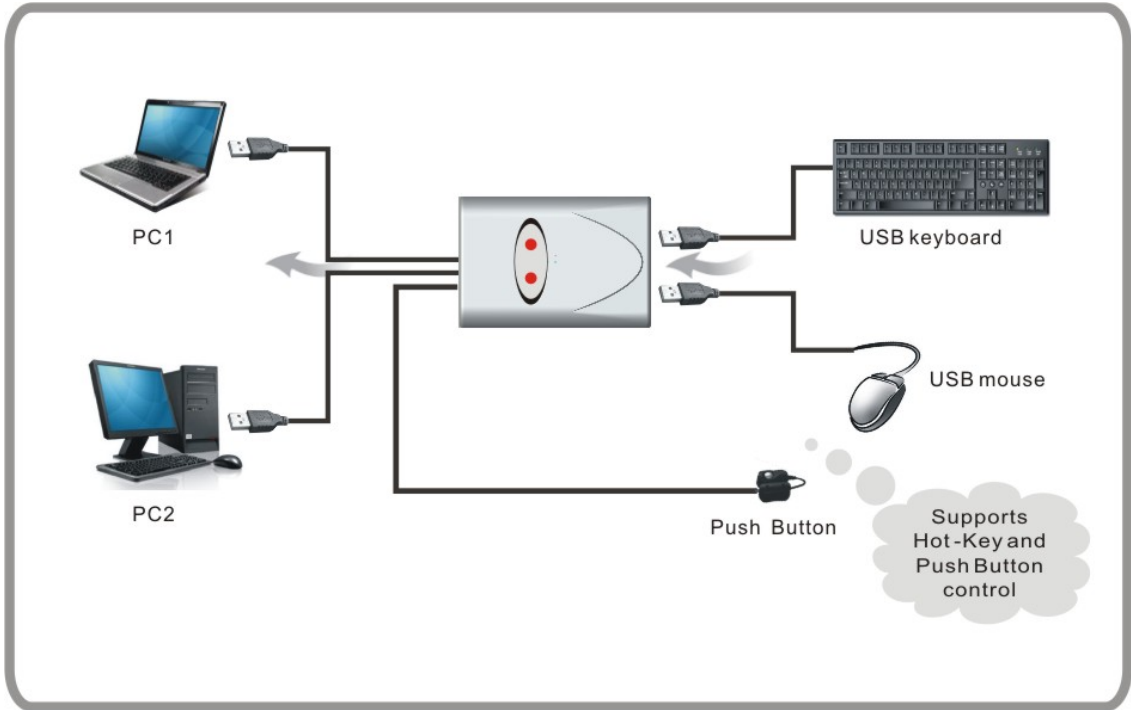 PC1
USB keyboard
USB mouse
PC2
Push Button
Supports
Hot-Key and
Push Button
control